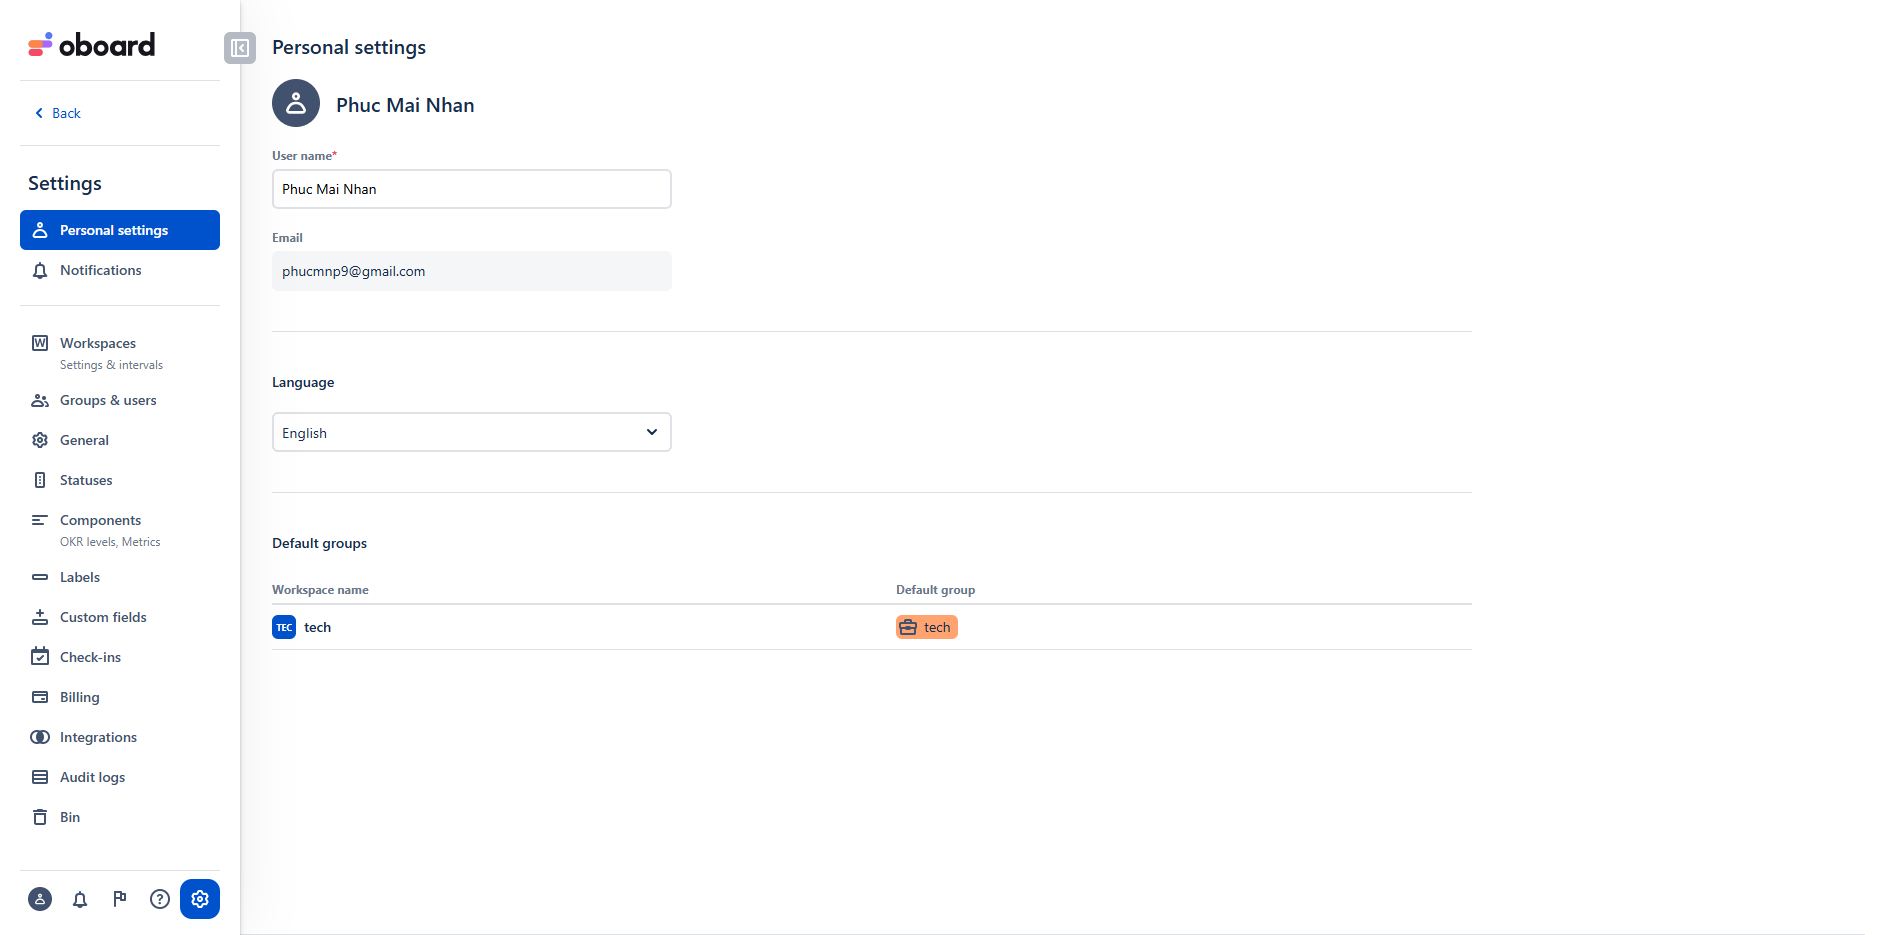 oboard
Back
Settings
Personal settings
Notifications
W
Workspaces
Settings & intervals
Groups & users
General
Statuses
Components
OKR levels, Metrics
Labels
Custom fields
Check-ins
Billing
Integrations
Audit logs
Bin
?
Personal settings
Phuc Mai Nhan
User name*
Phuc Mai Nhan
Email
phucmnp9@gmail.com
Language
English
Default groups
Workspace name Default group
TEC tech tech